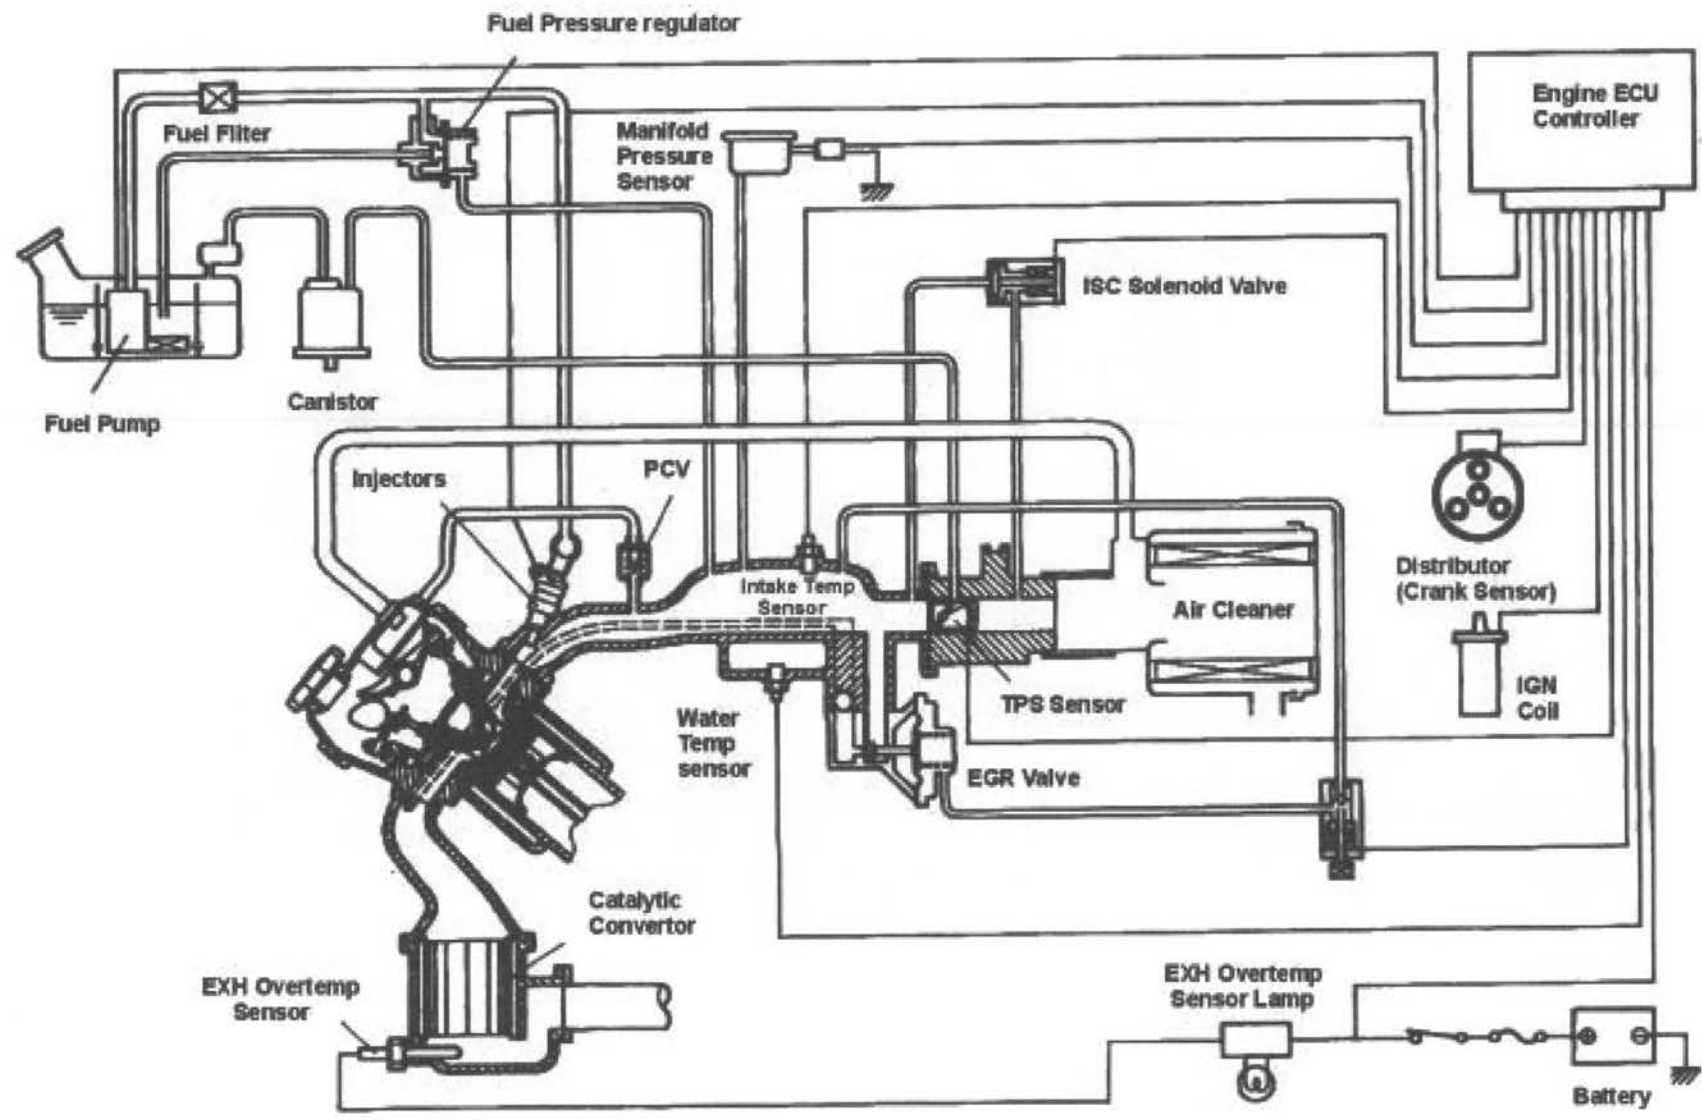 Fuel Pressure regulator
Engine ECU
Controller
Fuel Filter
Manifold
Pressure
Sensor
ISC Solenoid Valve
Canistor
Fuel Pump
Injectors
PCV
Distributor
(Crank Sensor)
Intake Temp
Sensor
Air Cleaner
IGN
Coil
TPS Sensor
Water
Temp
sensor
EGR Valve
Catalytic
Convertor
EXH Overtemp
Sensor
EXH Overtemp
Sensor Lamp
Battery